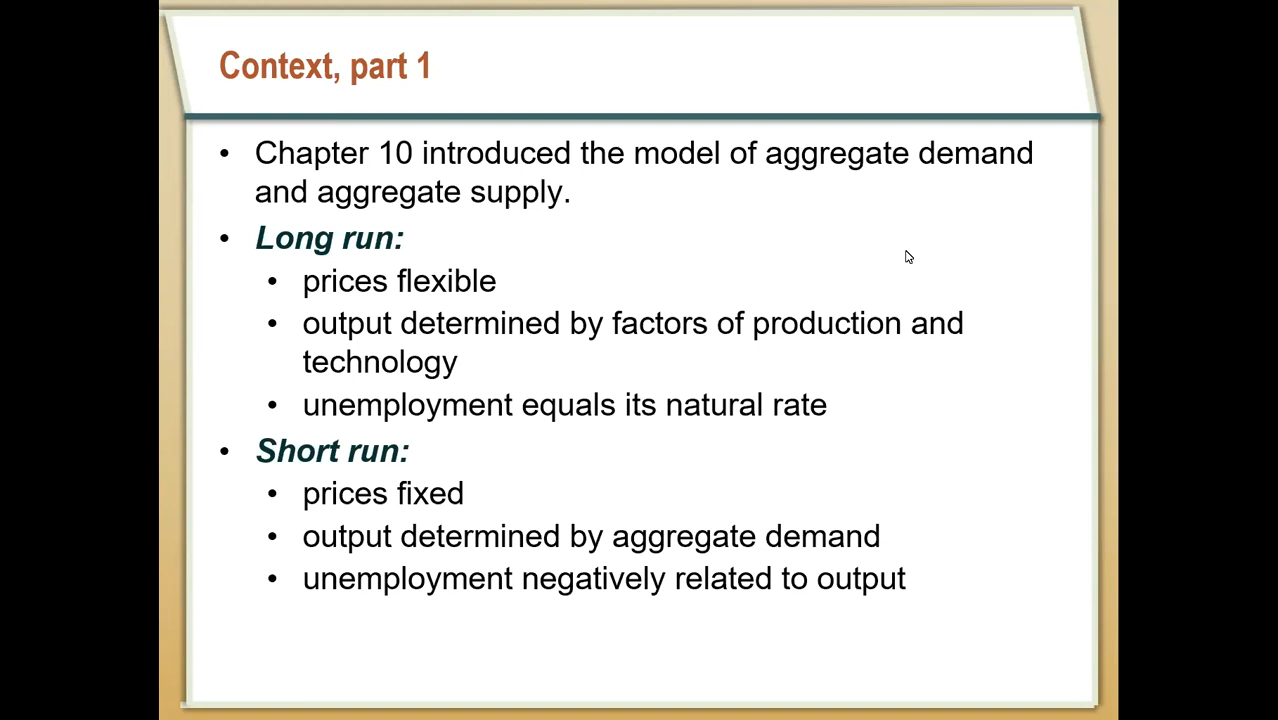 Context, part 1
• Chapter 10 introduced the model of aggregate demand
and aggregate supply.
• Long run:
• prices flexible
• output determined by factors of production and
technology
• unemployment equals its natural rate
• Short run:
• prices fixed
• output determined by aggregate demand
• unemployment negatively related to output